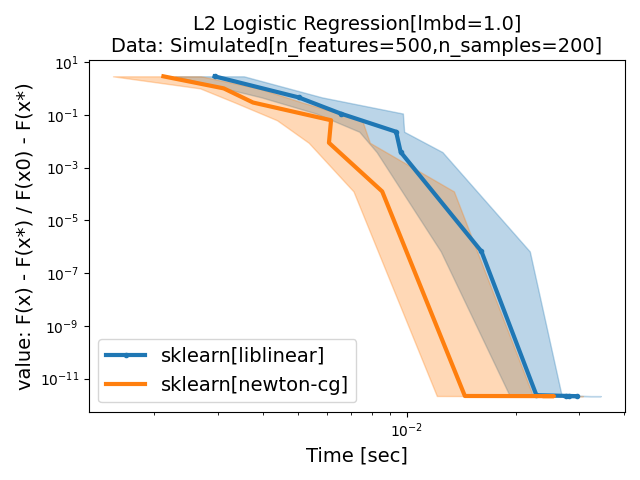 L2 Logistic Regression[lmbd=1.0]
Data: Simulated[n_features=500,n_samples=200]
value: F(x) - F(x*) / F(x0) - F(x*)
10¹
10⁻¹
10⁻³
10⁻⁵
10⁻⁷
10⁻⁹
10⁻¹¹
sklearn[liblinear]
sklearn[newton-cg]
10⁻²
Time [sec]